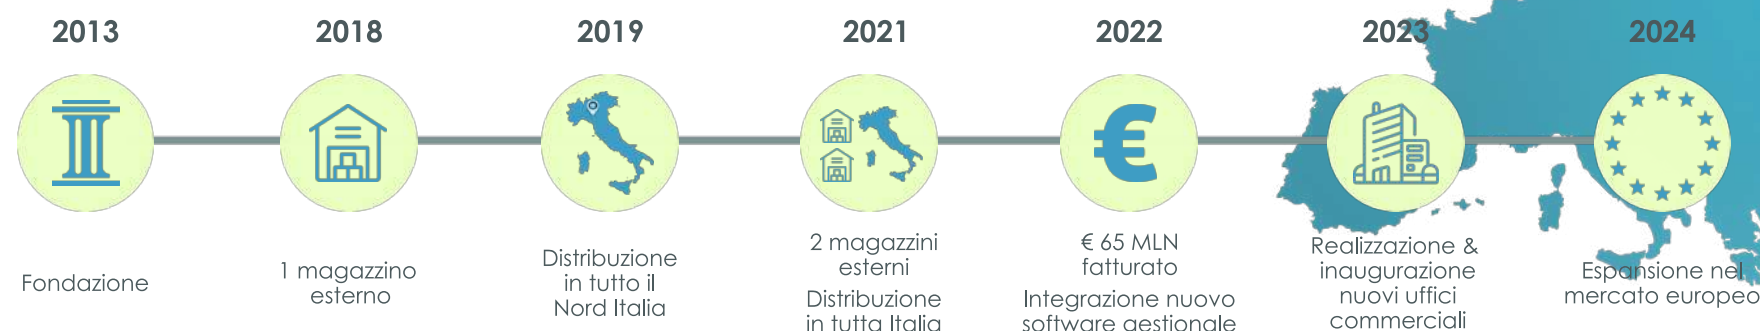 2013
2018
2019
2021
2022
2023
2024
€
Fondazione
1 magazzino
esterno
Distribuzione
in tutto il
Nord Italia
2 magazzini
esterni
Distribuzione
in tutta Italia
€ 65 MLN
fatturato
Integrazione nuovo
software gestionale
Realizzazione &
inaugurazione
nuovi uffici
commerciali
Espansione nel
mercato europeo